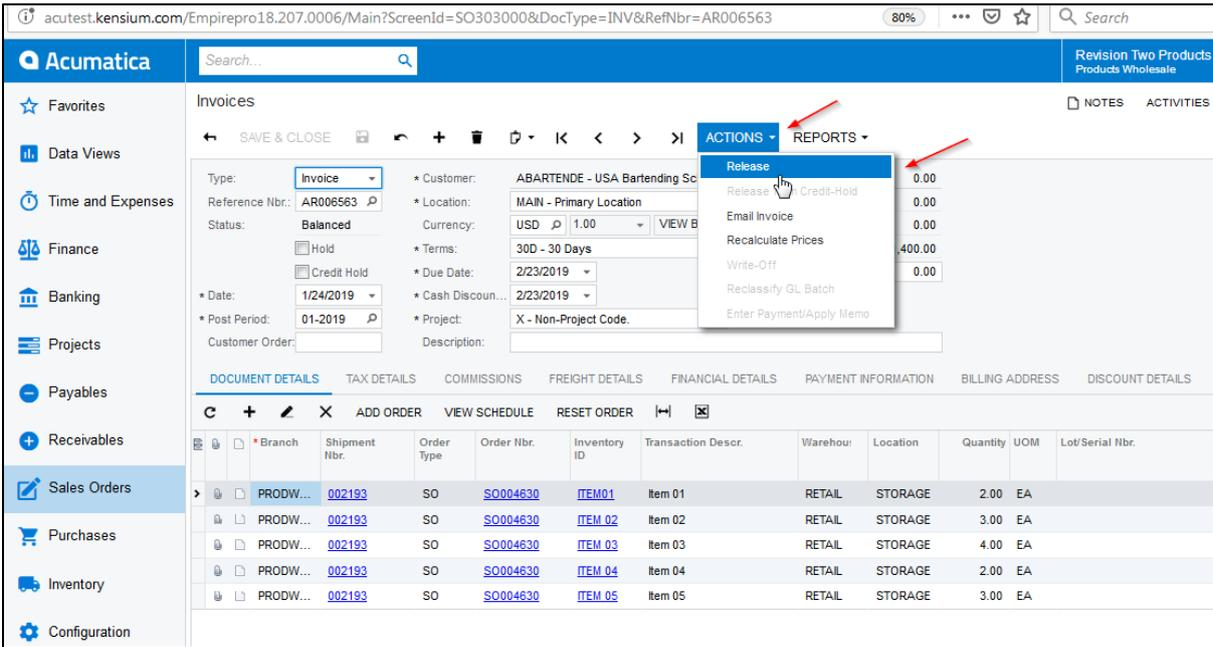 acutest.kensium.com/Empirepro18.207.0006/Main?ScreenId=SO303000&DocType=INV&RefNbr=AR006563 80% ••• Search
Acumatica Search... Revision Two Products
Products Wholesale
Favorites
Data Views
Time and Expenses
Finance
Banking
Projects
Payables
Receivables
Sales Orders
Purchases
Inventory
Configuration
Invoices NOTES ACTIVITIES
SAVE & CLOSE ACTIONS REPORTS
Release
Release Credit-Hold
Email Invoice
Recalculate Prices
Write-Off
Reclassify GL Batch
Enter Payment/Apply Memo
Type: Invoice * Customer: ABARTENDE - USA Bartending Sc 0.00
Reference Nbr.: AR006563 * Location: MAIN - Primary Location 0.00
Status: Balanced Currency: USD 1.00 VIEW B 0.00
Hold * Terms: 30D - 30 Days ,400.00
Credit Hold * Due Date: 2/23/2019 0.00
* Date: 1/24/2019 * Cash Discoun... 2/23/2019
* Post Period: 01-2019 * Project: X - Non-Project Code.
Customer Order: Description:
DOCUMENT DETAILS TAX DETAILS COMMISSIONS FREIGHT DETAILS FINANCIAL DETAILS PAYMENT INFORMATION BILLING ADDRESS DISCOUNT DETAILS
ADD ORDER VIEW SCHEDULE RESET ORDER
* Branch Shipment Nbr. Order Type Order Nbr. Inventory ID Transaction Descr. Warehou Location Quantity UOM Lot/Serial Nbr.
PRODW... 002193 SO SO004630 ITEM01 Item 01 RETAIL STORAGE 2.00 EA
PRODW... 002193 SO SO004630 ITEM 02 Item 02 RETAIL STORAGE 3.00 EA
PRODW... 002193 SO SO004630 ITEM 03 Item 03 RETAIL STORAGE 4.00 EA
PRODW... 002193 SO SO004630 ITEM 04 Item 04 RETAIL STORAGE 2.00 EA
PRODW... 002193 SO SO004630 ITEM 05 Item 05 RETAIL STORAGE 3.00 EA